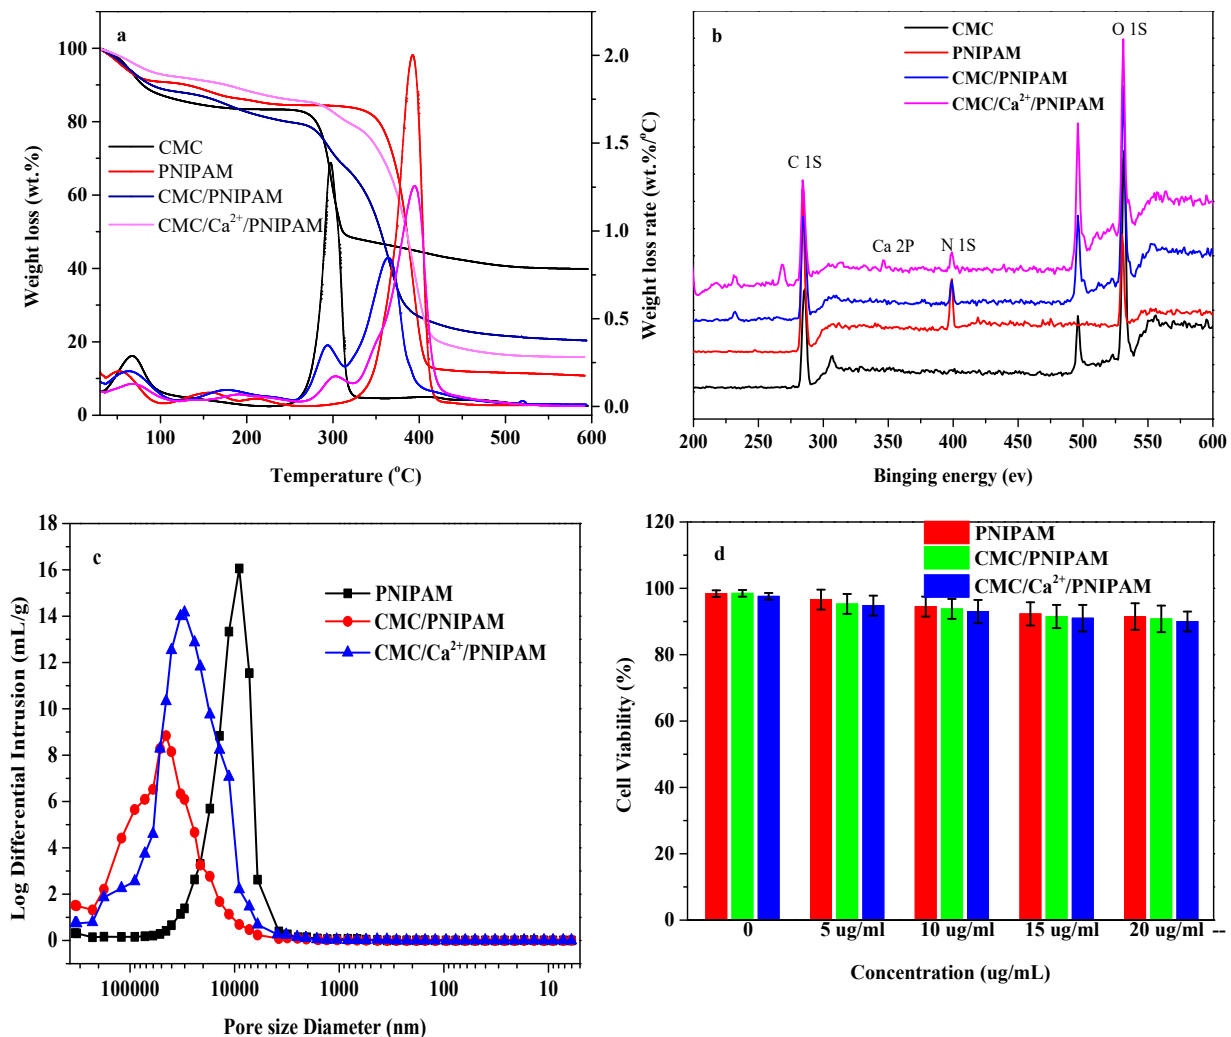 a
100
80
60
40
20
0
2.0
1.5
1.0
0.5
0.0
CMC
PNIPAM
CMC/PNIPAM
CMC/Ca²⁺/PNIPAM
Weight loss (wt.%)
Weight loss rate (wt.%/°C)
100
200
300
400
500
600
Temperature (°C)
b
CMC
PNIPAM
CMC/PNIPAM
CMC/Ca²⁺/PNIPAM
O 1S
C 1S
Ca 2P
N 1S
200
250
300
350
400
450
500
550
600
Binging energy (ev)
c
18
16
14
12
10
8
6
4
2
0
PNIPAM
CMC/PNIPAM
CMC/Ca²⁺/PNIPAM
Log Differential Intrusion (mL/g)
100000
10000
1000
100
10
Pore size Diameter (nm)
d
120
100
80
60
40
20
0
PNIPAM
CMC/PNIPAM
CMC/Ca²⁺/PNIPAM
Cell Viability (%)
0
5 ug/ml
10 ug/ml
15 ug/ml
20 ug/ml --
Concentration (ug/mL)